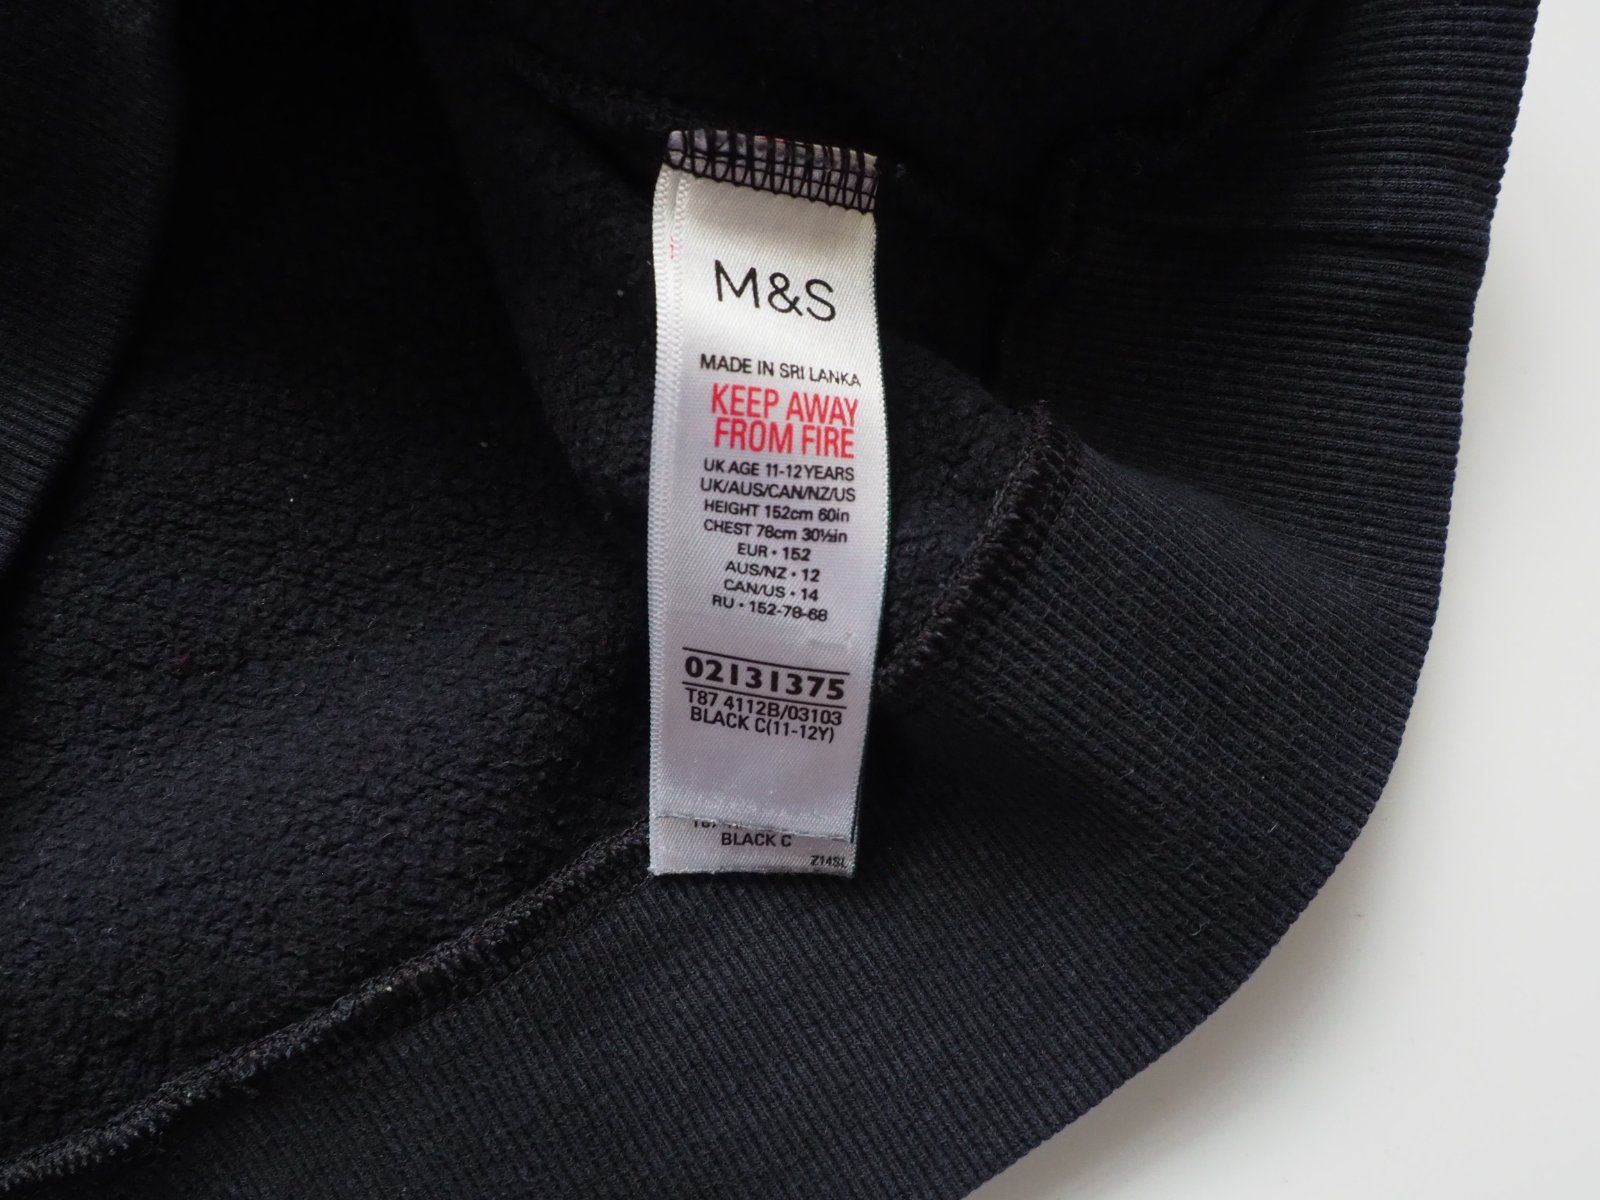 M&S
MADE IN SRI LANKA
KEEP AWAY
FROM FIRE
UK AGE 11-12YEARS
UK/AUS/CAN/NZ/US
HEIGHT 152cm 60in
CHEST 78cm 30½in
EUR • 152
AUS/NZ • 12
CAN/US • 14
RU • 152-78-68
02131375
T87 4112B/03103
BLACK C(11-12Y)
BLACK C
Z14SL